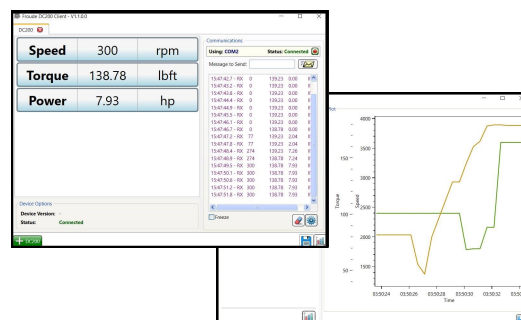 Froude DC200 Client - V1.1.0.0
DC200
Speed 300 rpm
Torque 138.78 lbft
Power 7.93 hp
Device Options
Device Version: -
Status: Connected
DC200
Communications
Using: COM2 Status: Connected
Message to Send:
15:47:42.7 - RX 0 139.23 0.00
15:47:43.2 - RX 0 139.23 0.00
15:47:43.8 - RX 0 139.23 0.00
15:47:44.4 - RX 0 139.23 0.00
15:47:44.9 - RX 0 139.23 0.00
15:47:45.5 - RX 0 139.23 0.00
15:47:46.1 - RX 0 139.23 0.00
15:47:46.7 - RX 0 138.78 0.00
15:47:47.2 - RX 77 139.23 2.04
15:47:47.8 - RX 77 139.23 2.04
15:47:48.4 - RX 274 139.23 7.26
15:47:48.9 - RX 274 138.78 7.24
15:47:49.5 - RX 300 138.78 7.93
15:47:50.1 - RX 300 138.78 7.93
15:47:50.6 - RX 300 138.78 7.93
15:47:51.2 - RX 300 138.78 7.93
15:47:51.8 - RX 300 138.78 7.93
Freeze
Plot
Torque
150
100
50
Speed
4000
3500
3000
2500
2000
1500
03:50:24 03:50:26 03:50:28 03:50:30 03:50:32 03:50
Time